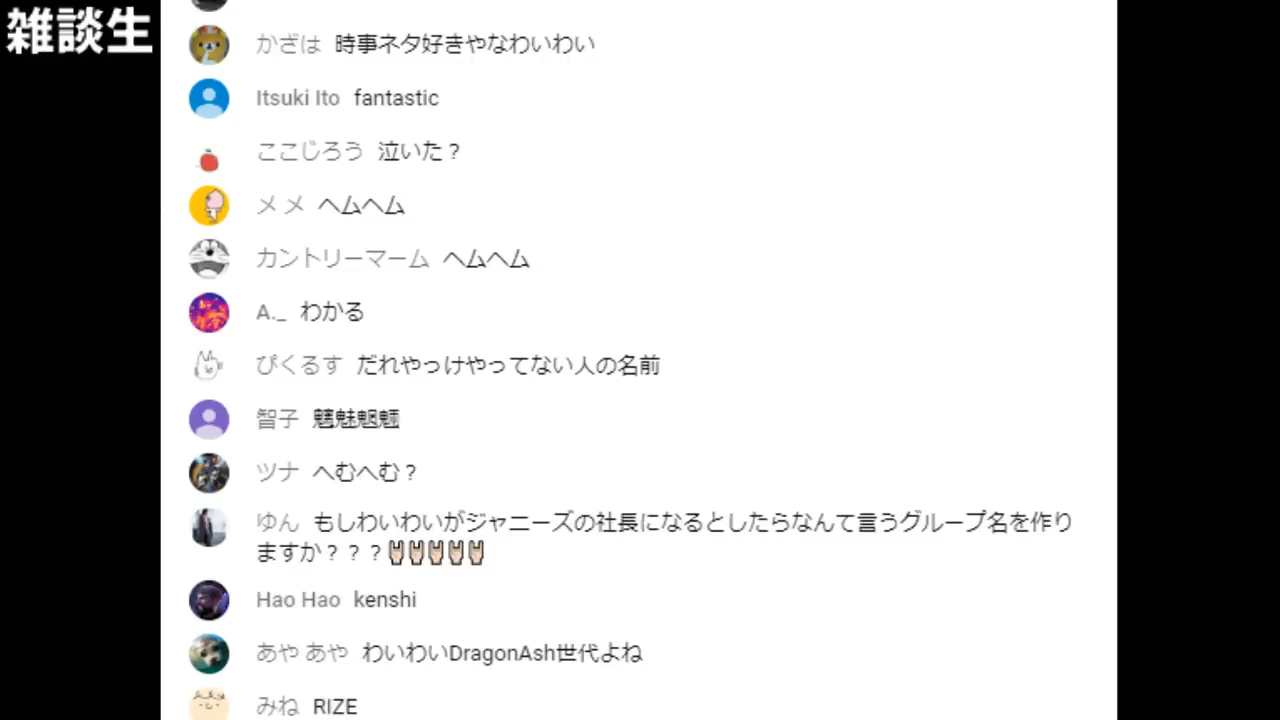 雑談生
かざは 時事ネタ好きやなわいわい
Itsuki Ito fantastic
ここじろう 泣いた？
メメ ヘムヘム
カントリーマーム ヘムヘム
A._ わかる
ぴくるす だれやっけやってない人の名前
智子 魑魅魍魎
ツナ へむへむ？
ゆん もしわいわいがジャニーズの社長になるとしたらなんて言うグループ名を作り
ますか？？？🤘🤘🤘🤘🤘
Hao Hao kenshi
あや あや わいわいDragonAsh世代よね
みね RIZE